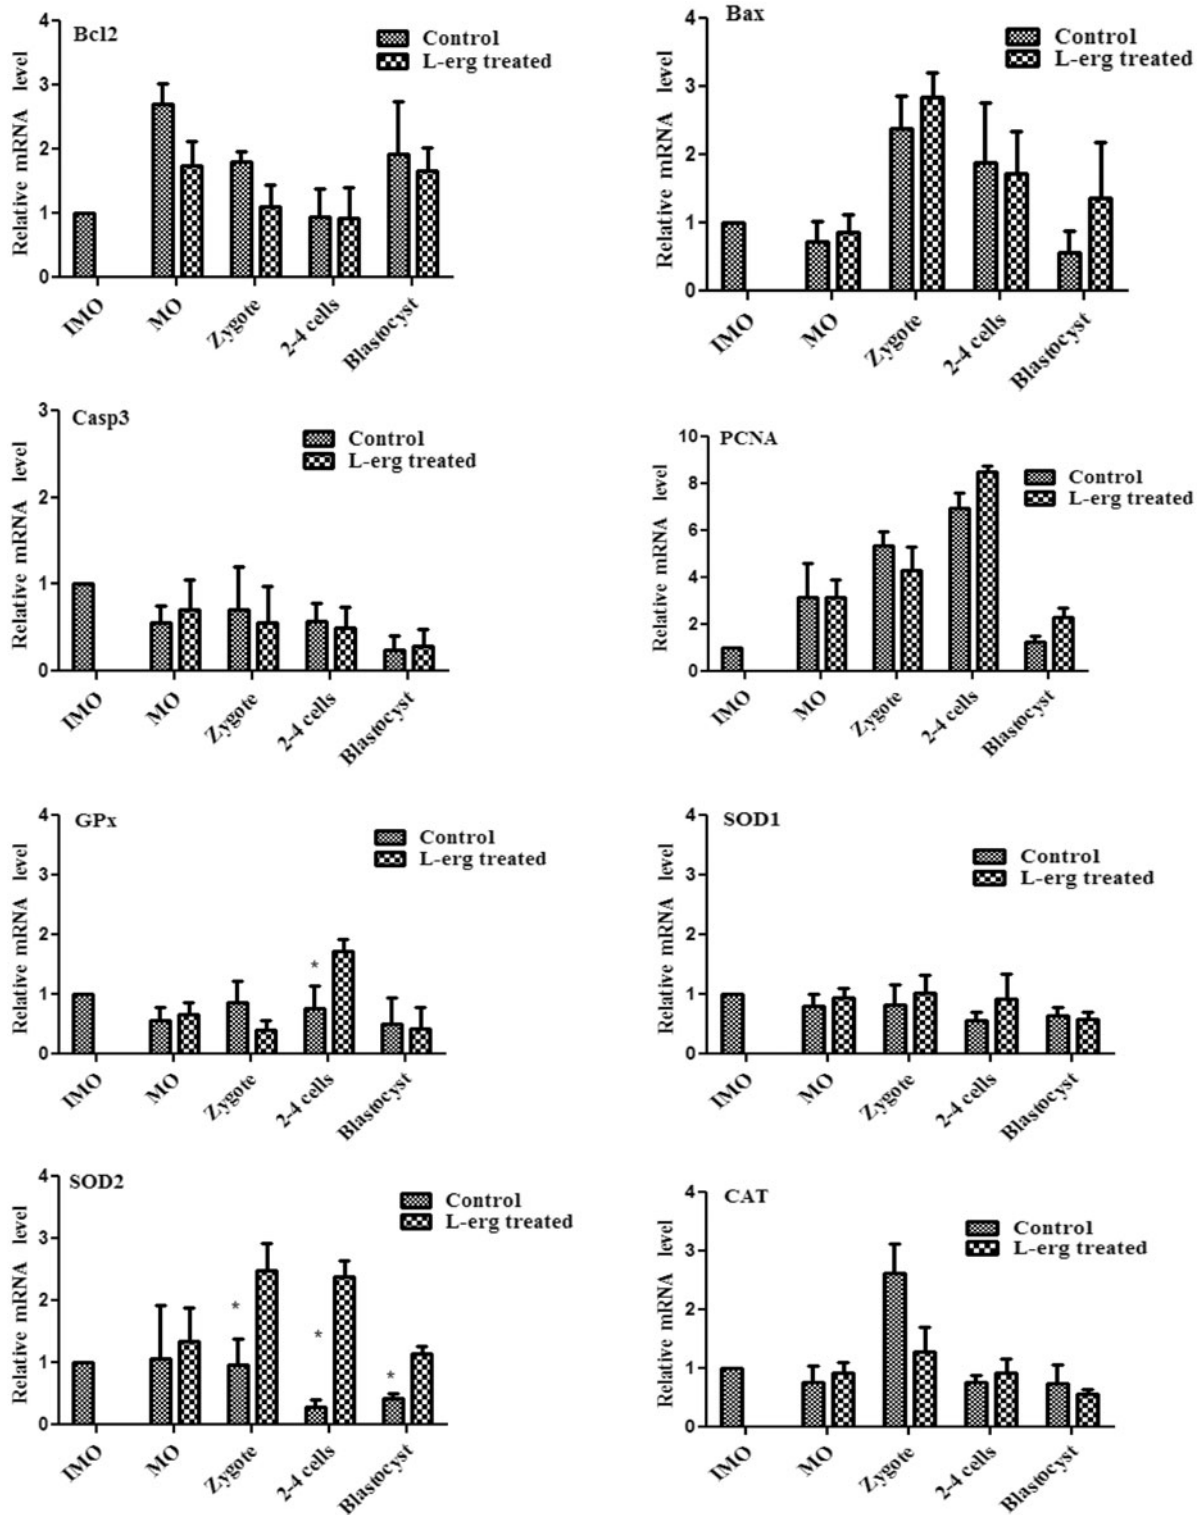 Bcl2
Control
L-erg treated
Relative mRNA level
4
3
2
1
0
IMO
MO
Zygote
2-4 cells
Blastocyst
Bax
Control
L-erg treated
Relative mRNA level
4
3
2
1
0
IMO
MO
Zygote
2-4 cells
Blastocyst
Casp3
Control
L-erg treated
Relative mRNA level
3
2
1
0
IMO
MO
Zygote
2-4 cells
Blastocyst
PCNA
Control
L-erg treated
Relative mRNA level
10
8
6
4
2
0
IMO
MO
Zygote
2-4 cells
Blastocyst
GPx
Control
L-erg treated
Relative mRNA level
4
3
2
1
0
*
IMO
MO
Zygote
2-4 cells
Blastocyst
SOD1
Control
L-erg treated
Relative mRNA level
4
3
2
1
0
IMO
MO
Zygote
2-4 cells
Blastocyst
SOD2
Control
L-erg treated
Relative mRNA level
4
3
2
1
0
*
*
*
IMO
MO
Zygote
2-4 cells
Blastocyst
CAT
Control
L-erg treated
Relative mRNA level
4
3
2
1
0
IMO
MO
Zygote
2-4 cells
Blastocyst